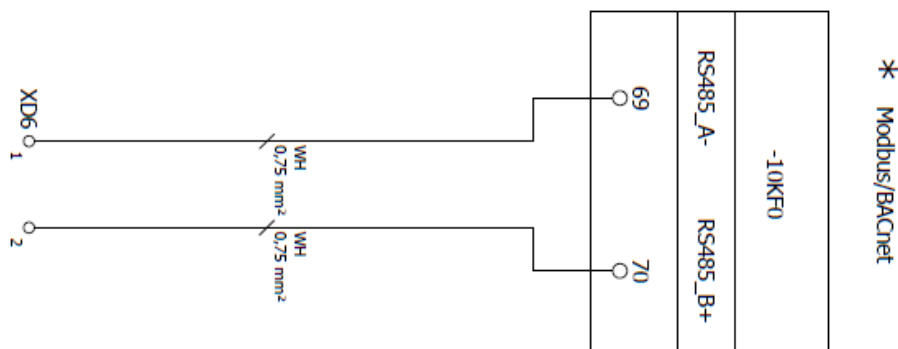 * Modbus/BACnet
-10KF0
RS485_A-
RS485_B+
69
70
WH
0,75 mm²
WH
0,75 mm²
XD6
1
2